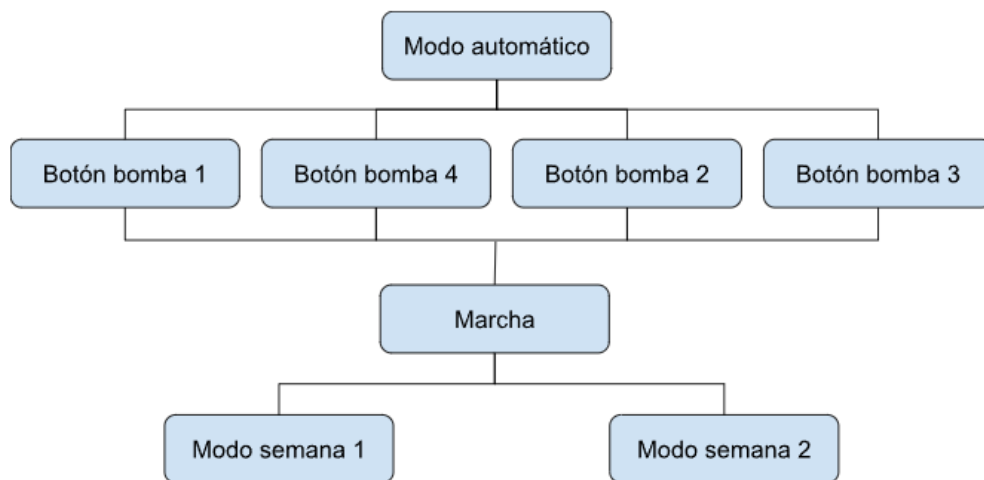 Modo automático
Botón bomba 1
Botón bomba 4
Botón bomba 2
Botón bomba 3
Marcha
Modo semana 1
Modo semana 2